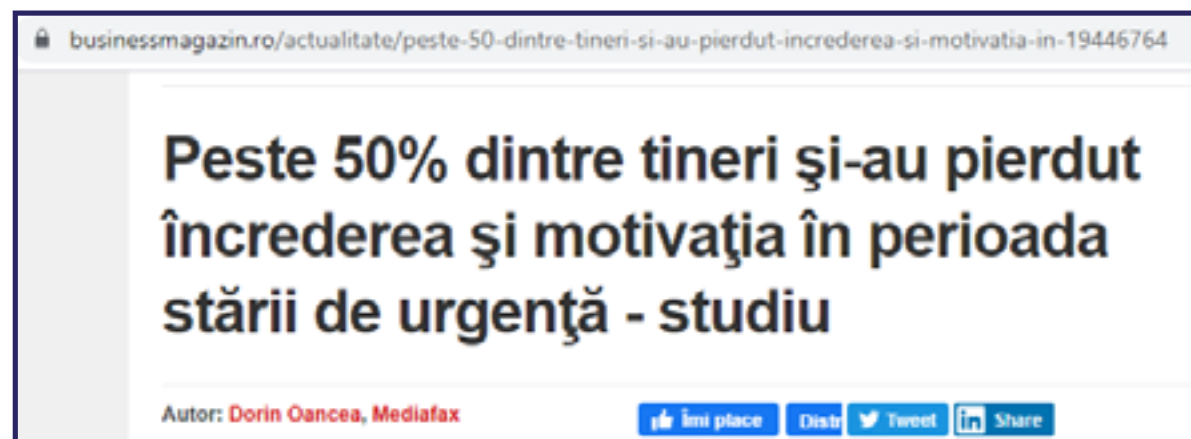 businessmagazin.ro/actualitate/peste-50-dintre-tineri-si-au-pierdut-increderea-si-motivatia-in-19446764
Peste 50% dintre tineri şi-au pierdut
încrederea şi motivaţia în perioada
stării de urgenţă - studiu
Autor: Dorin Oancea, Mediafax
Îmi place Distr Tweet in Share